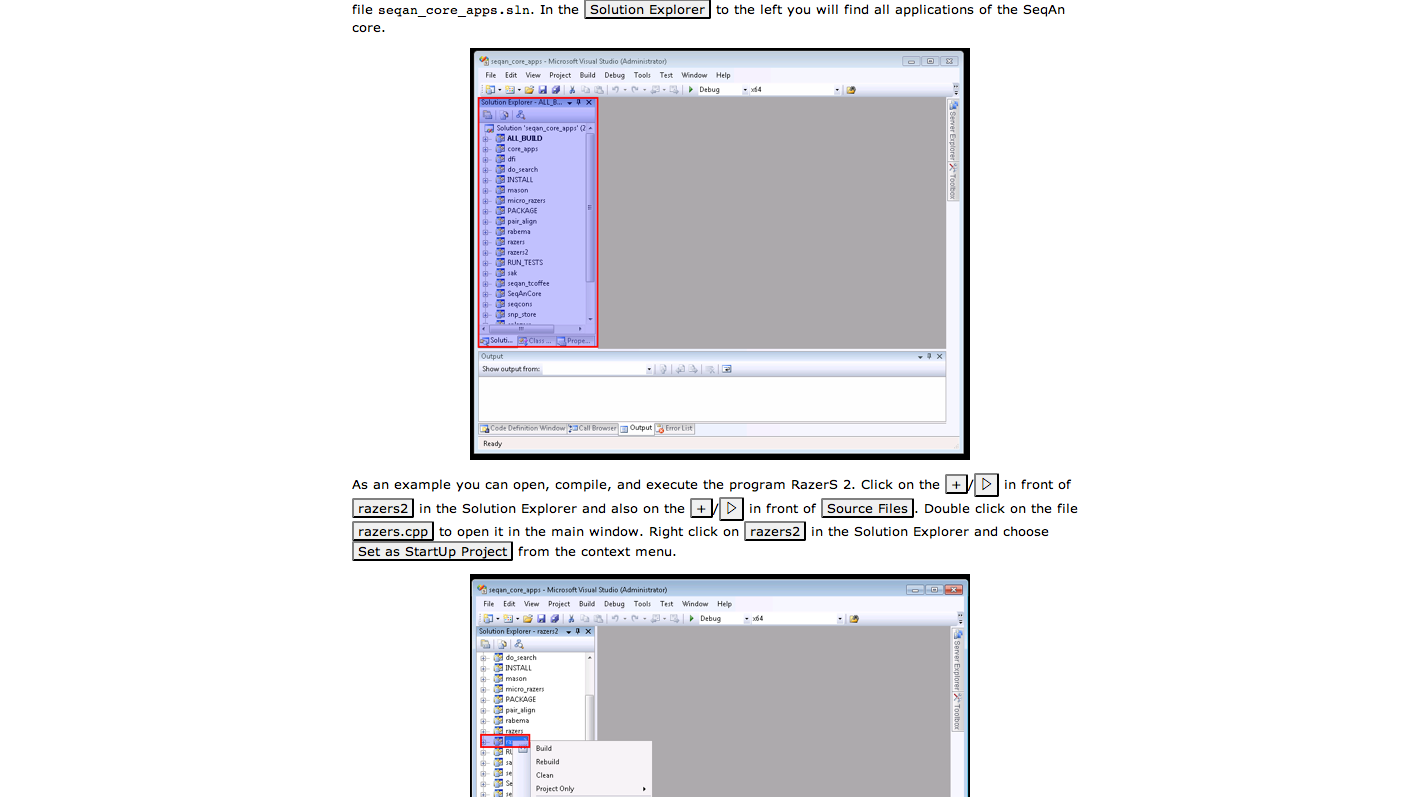 file seqan_core_apps.sln. In the Solution Explorer to the left you will find all applications of the SeqAn
core.
seqan_core_apps - Microsoft Visual Studio (Administrator)
File Edit View Project Build Debug Tools Test Window Help
Debug x64
Solution Explorer - ALL_B...
Solution 'seqan_core_apps' (2
ALL_BUILD
core_apps
dfi
do_search
INSTALL
mason
micro_razers
PACKAGE
pair_align
rabema
razers
razers2
RUN_TESTS
sak
seqan_tcoffee
SeqAnCore
seqcons
snp_store
Soluti... Class ... Prope...
Server Explorer
Toolbox
Output
Show output from:
Code Definition Window Call Browser Output Error List
Ready
As an example you can open, compile, and execute the program RazerS 2. Click on the +/▷ in front of
razers2 in the Solution Explorer and also on the +/▷ in front of Source Files. Double click on the file
razers.cpp to open it in the main window. Right click on razers2 in the Solution Explorer and choose
Set as StartUp Project from the context menu.
seqan_core_apps - Microsoft Visual Studio (Administrator)
File Edit View Project Build Debug Tools Test Window Help
Debug x64
Solution Explorer - razers2
do_search
INSTALL
mason
micro_razers
PACKAGE
pair_align
rabema
razers
RU
sa
se
Se
se
Build
Rebuild
Clean
Project Only
Server Explorer
Toolbox